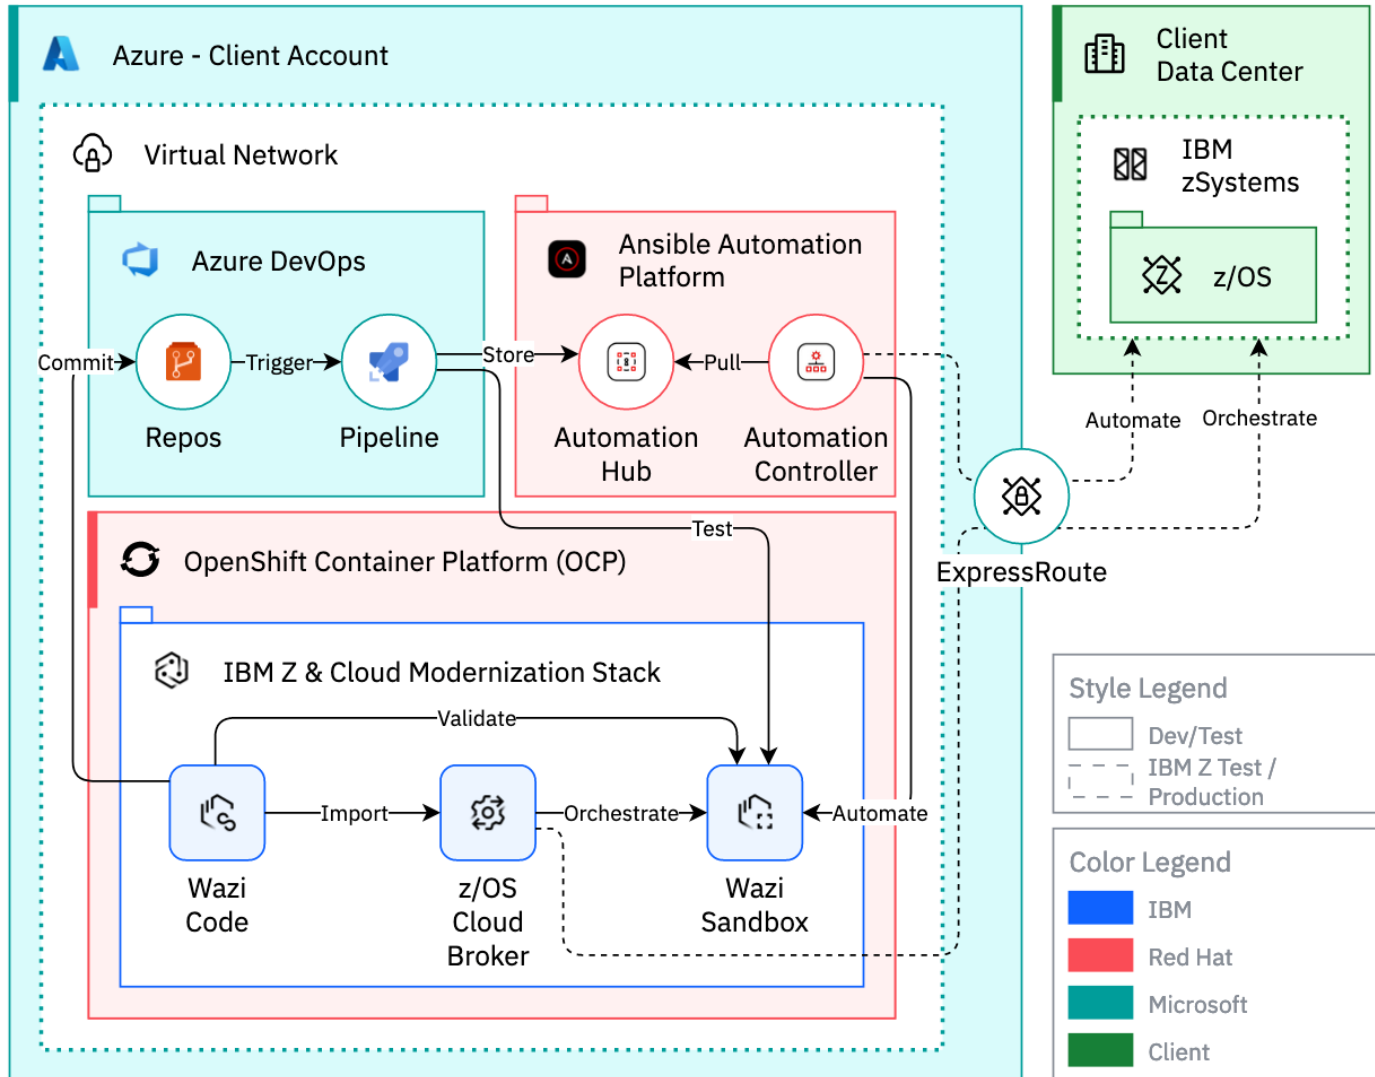 Azure - Client Account
Client
Data Center
Virtual Network
IBM
zSystems
Azure DevOps
Ansible Automation
Platform
z/OS
Commit
Trigger
Store
Pull
Repos
Pipeline
Automation
Hub
Automation
Controller
Automate
Orchestrate
Test
OpenShift Container Platform (OCP)
ExpressRoute
IBM Z & Cloud Modernization Stack
Validate
Import
Orchestrate
Automate
Wazi
Code
z/OS
Cloud
Broker
Wazi
Sandbox
Style Legend
Dev/Test
IBM Z Test /
Production
Color Legend
IBM
Red Hat
Microsoft
Client